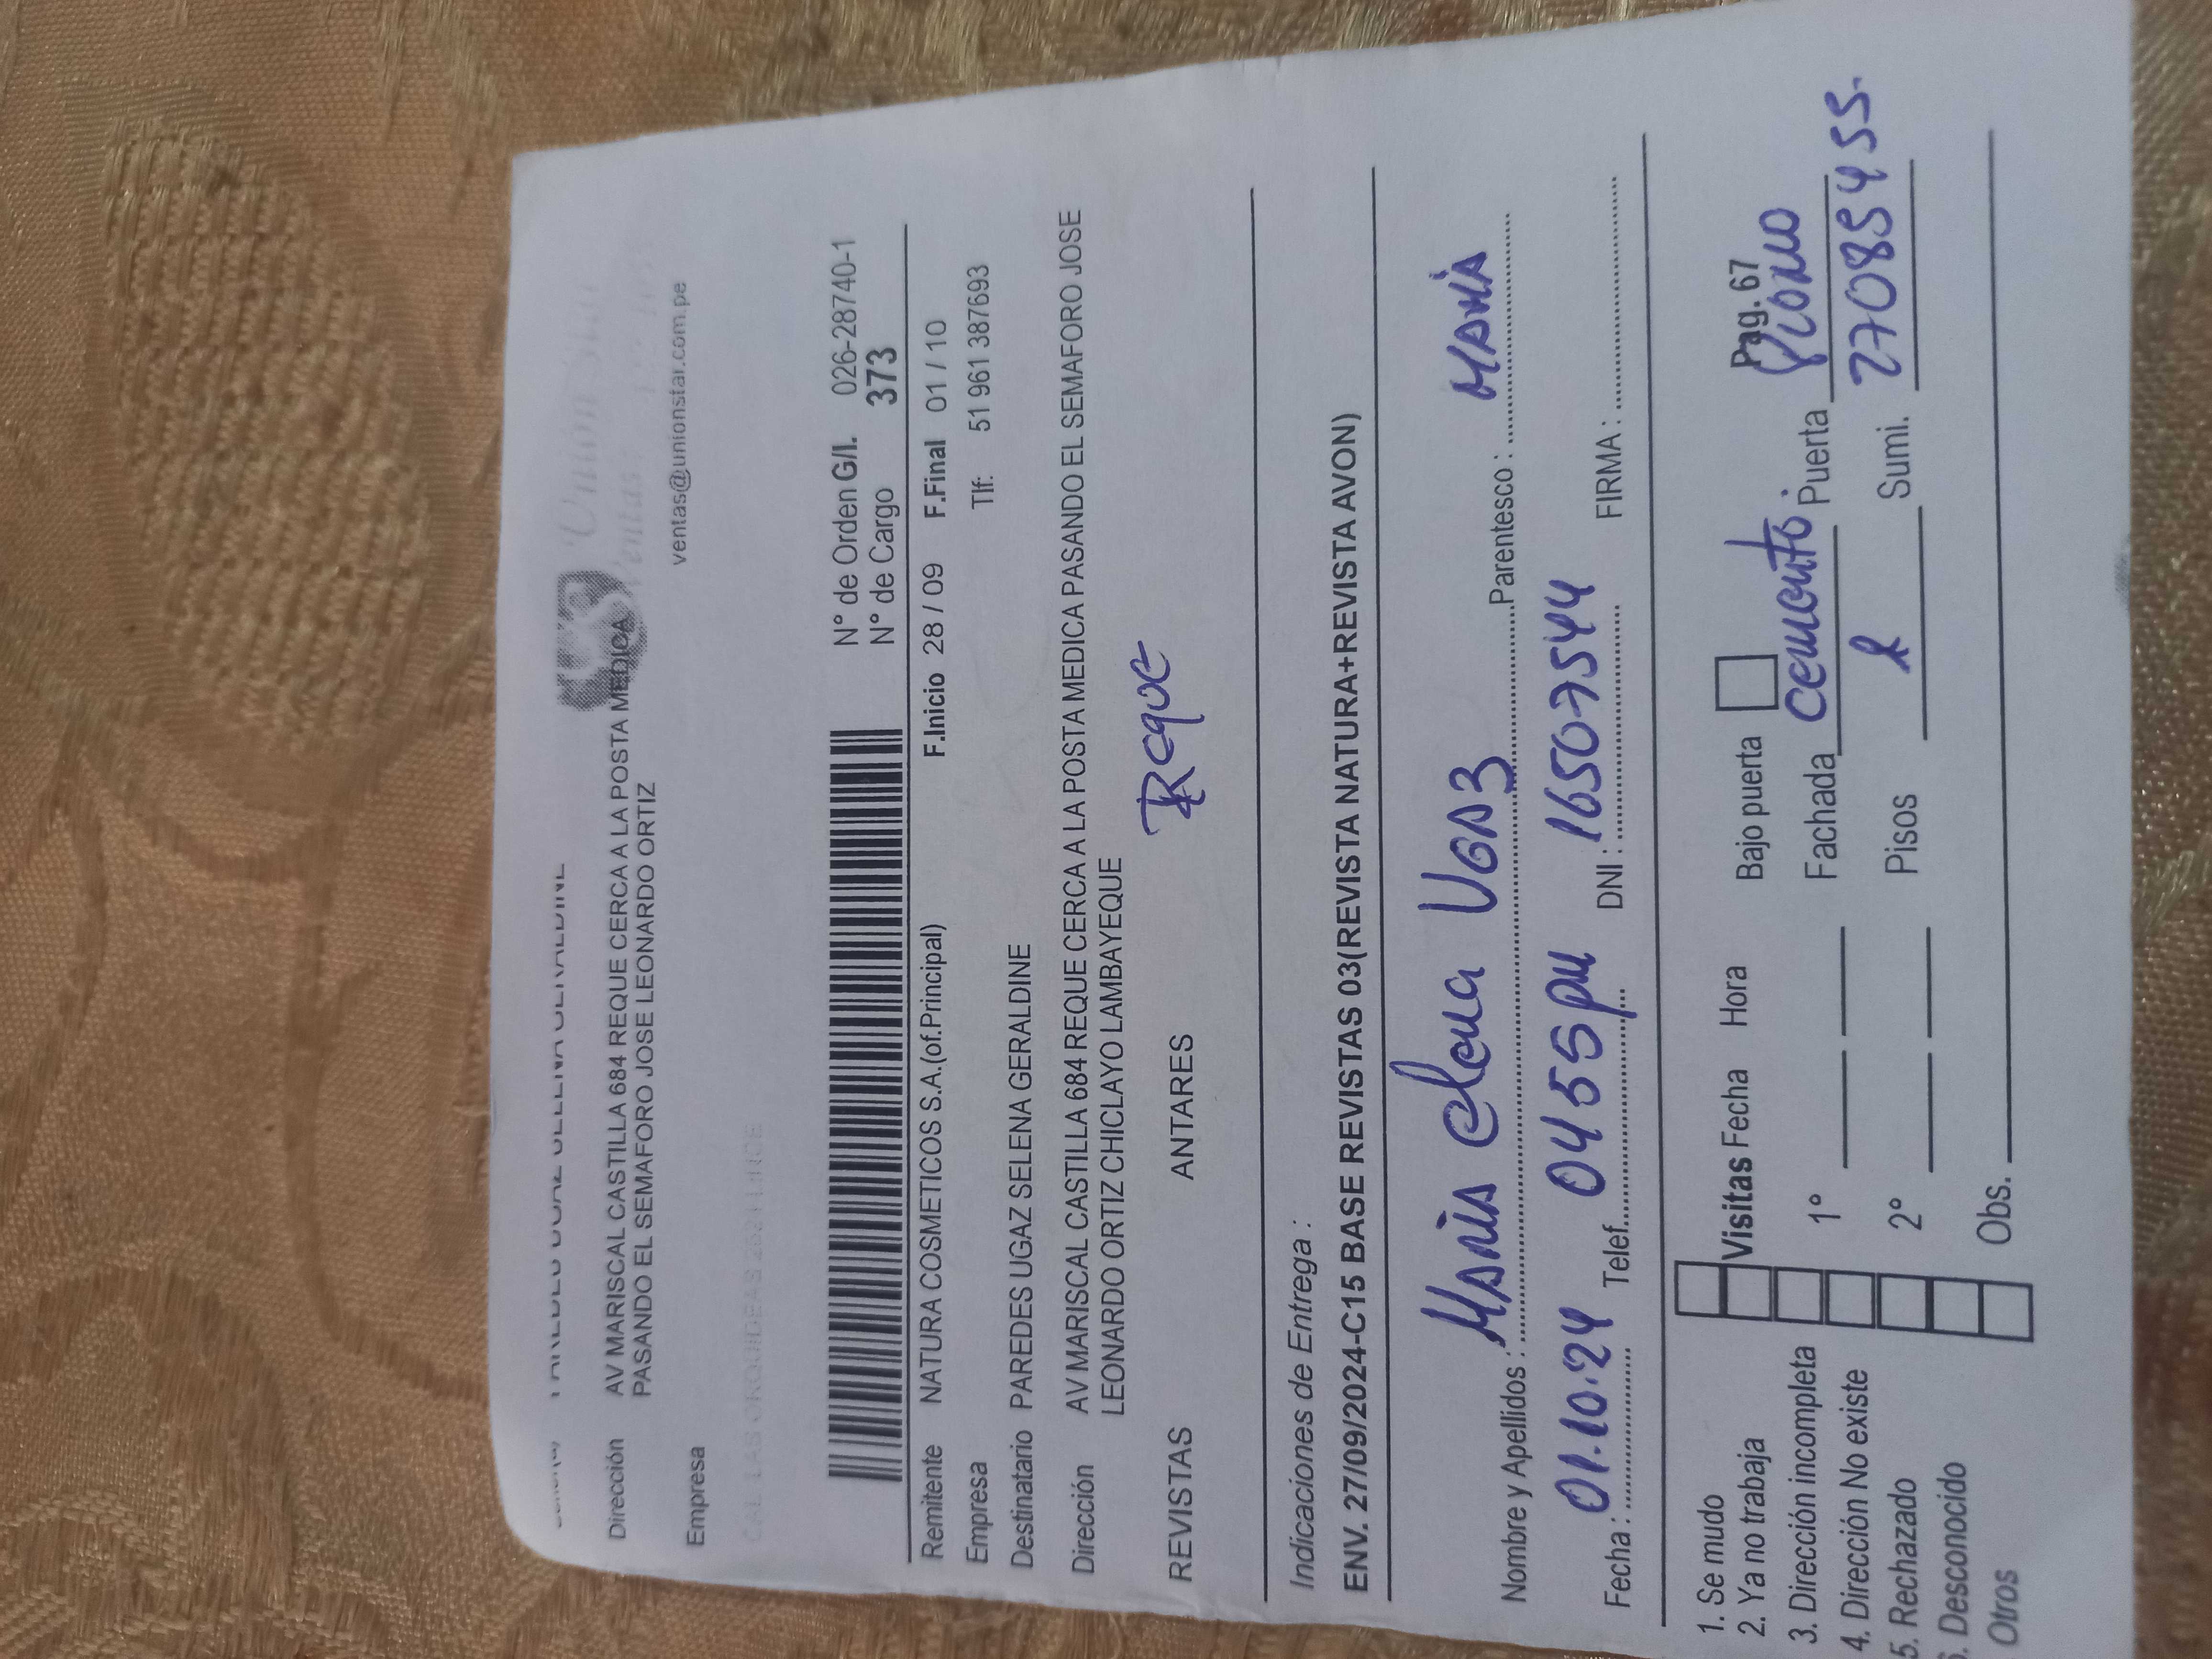 Dirección AV MARISCAL CASTILLA 684 REQUE CERCA A LA POSTA MEDICA
PASANDO EL SEMAFORO JOSE LEONARDO ORTIZ
Empresa
ventas@unionstar.com.pe
N° de Orden G/I. 026-28740-1
N° de Cargo 373
Remitente NATURA COSMETICOS S.A.(of.Principal) F.Inicio 28 / 09 F.Final 01 / 10
Empresa Tlf: 51 961 387693
Destinatario PAREDES UGAZ SELENA GERALDINE
Dirección AV MARISCAL CASTILLA 684 REQUE CERCA A LA POSTA MEDICA PASANDO EL SEMAFORO JOSE
LEONARDO ORTIZ CHICLAYO LAMBAYEQUE
Reque
REVISTAS ANTARES
Indicaciones de Entrega :
ENV. 27/09/2024-C15 BASE REVISTAS 03(REVISTA NATURA+REVISTA AVON)
Nombre y Apellidos : María elena Parentesco : MAMÁ
Fecha : 01.10.24 Telef. 0455pm DNI : 16507544 FIRMA :
1. Se mudo
2. Ya no trabaja
3. Dirección incompleta
4. Dirección No existe
5. Rechazado
6. Desconocido
Otros
Visitas Fecha Hora Bajo puerta Pag. 67
1° Fachada cemento. Puerta
2° Pisos Sumi. 27085455.
Obs.